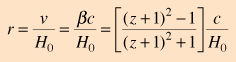 r = v/H₀ = βc/H₀ = [((z+1)² − 1)/((z+1)² + 1)] c/H₀